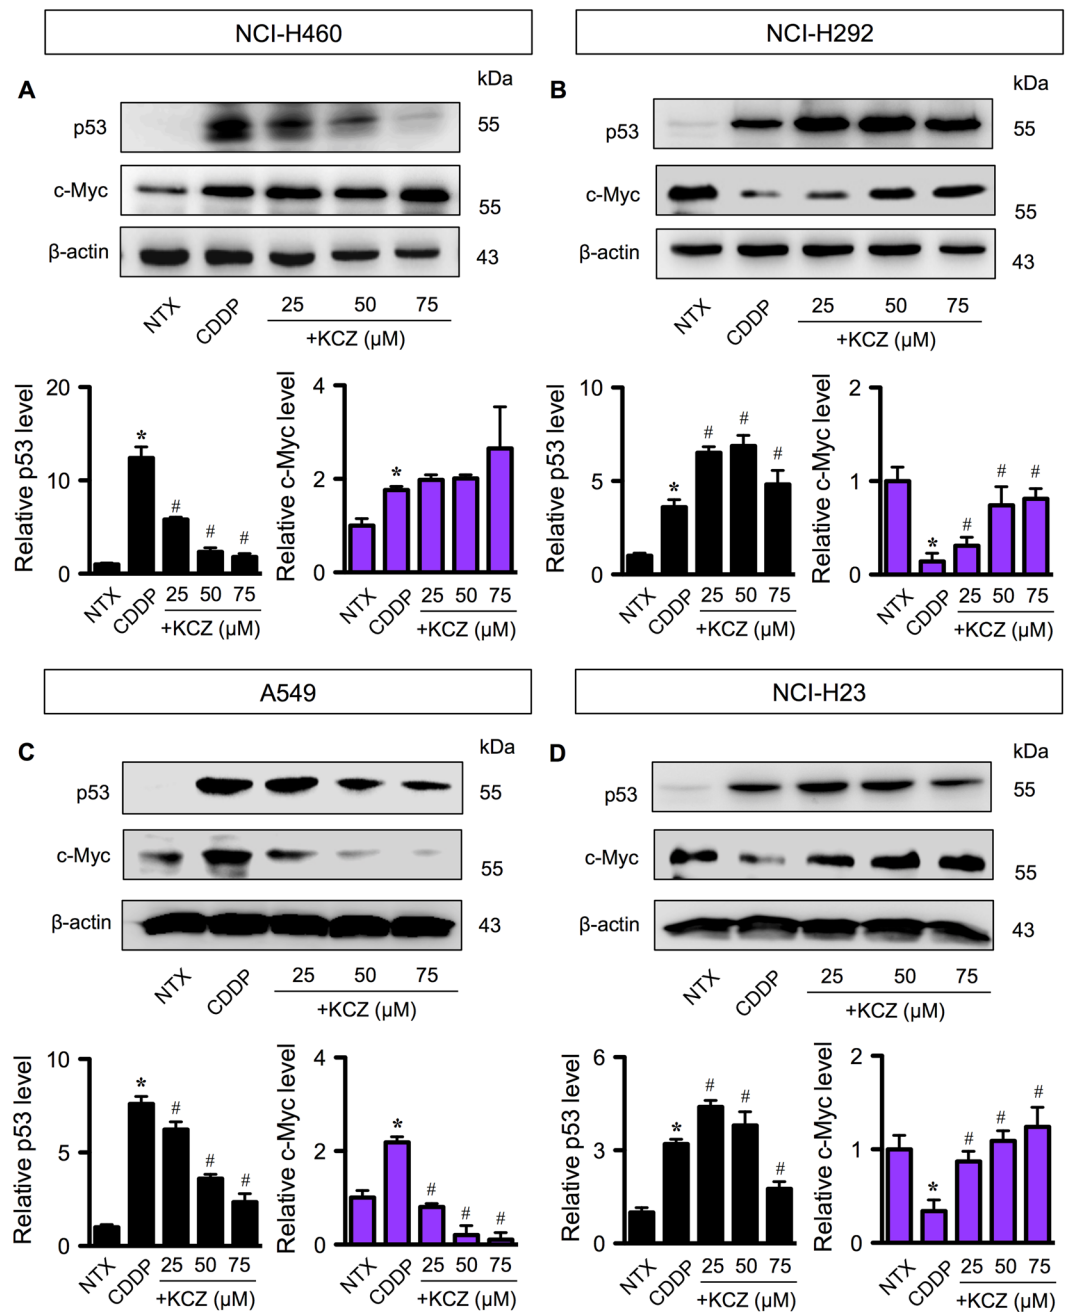 NCI-H460
NCI-H292
A
kDa
p53
55
c-Myc
55
β-actin
43
NTX
CDDP
25
50
75
+KCZ (μM)
B
kDa
p53
55
c-Myc
55
β-actin
43
NTX
CDDP
25
50
75
+KCZ (μM)
Relative p53 level
20
10
0
*
#
#
#
NTX
CDDP
25
50
75
+KCZ (μM)
Relative c-Myc level
4
2
0
*
NTX
CDDP
25
50
75
+KCZ (μM)
Relative p53 level
10
5
0
*
#
#
#
NTX
CDDP
25
50
75
+KCZ (μM)
Relative c-Myc level
2
1
0
*
#
#
#
NTX
CDDP
25
50
75
+KCZ (μM)
A549
NCI-H23
C
kDa
p53
55
c-Myc
55
β-actin
43
NTX
CDDP
25
50
75
+KCZ (μM)
D
kDa
p53
55
c-Myc
55
β-actin
43
NTX
CDDP
25
50
75
+KCZ (μM)
Relative p53 level
10
5
0
*
#
#
#
NTX
CDDP
25
50
75
+KCZ (μM)
Relative c-Myc level
4
2
0
*
#
#
#
NTX
CDDP
25
50
75
+KCZ (μM)
Relative p53 level
6
3
0
*
#
#
#
NTX
CDDP
25
50
75
+KCZ (μM)
Relative c-Myc level
2
1
0
*
#
#
#
NTX
CDDP
25
50
75
+KCZ (μM)